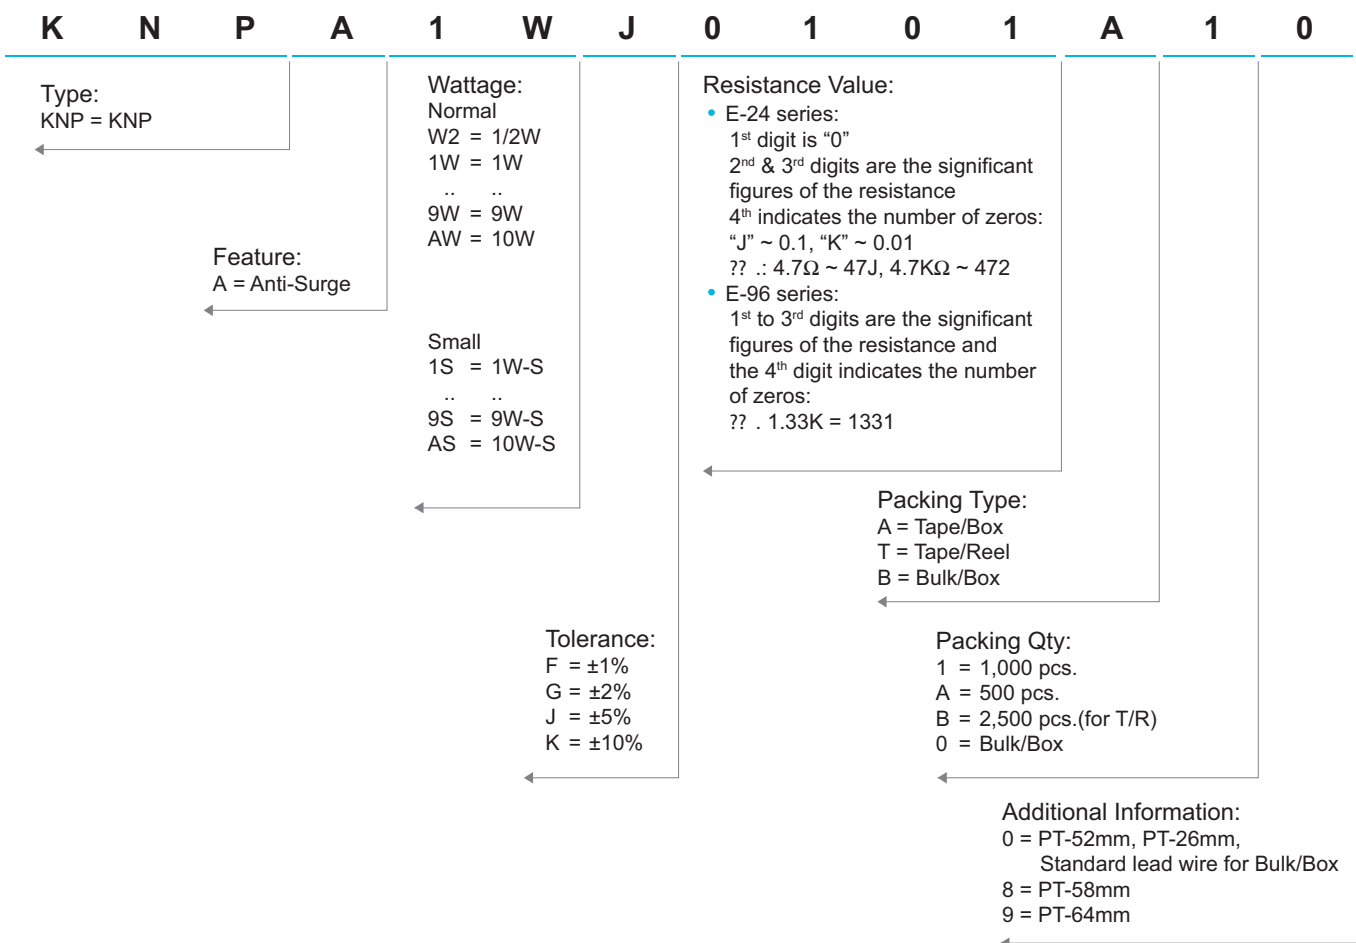 K N P A 1 W J 0 1 0 1 A 1 0
Type:
KNP = KNP
Feature:
A = Anti-Surge
Wattage:
Normal
W2 = 1/2W
1W = 1W
.. ..
9W = 9W
AW = 10W
Small
1S = 1W-S
.. ..
9S = 9W-S
AS = 10W-S
Tolerance:
F = ±1%
G = ±2%
J = ±5%
K = ±10%
Resistance Value:
• E-24 series:
1st digit is “0”
2nd & 3rd digits are the significant
figures of the resistance
4th indicates the number of zeros:
“J” ~ 0.1, “K” ~ 0.01
?? .: 4.7Ω ~ 47J, 4.7KΩ ~ 472
• E-96 series:
1st to 3rd digits are the significant
figures of the resistance and
the 4th digit indicates the number
of zeros:
?? . 1.33K = 1331
Packing Type:
A = Tape/Box
T = Tape/Reel
B = Bulk/Box
Packing Qty:
1 = 1,000 pcs.
A = 500 pcs.
B = 2,500 pcs.(for T/R)
0 = Bulk/Box
Additional Information:
0 = PT-52mm, PT-26mm,
Standard lead wire for Bulk/Box
8 = PT-58mm
9 = PT-64mm